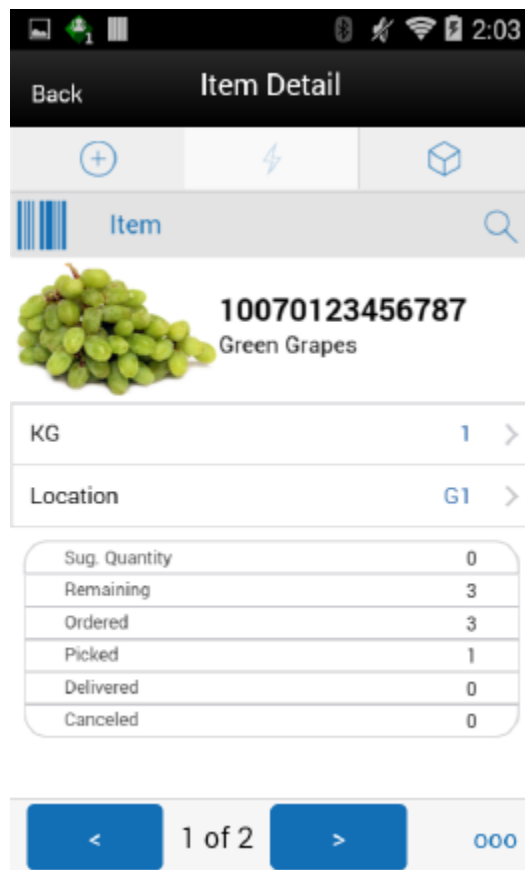 1 2:03
Back Item Detail
Item
10070123456787
Green Grapes
KG 1 >
Location G1 >
Sug. Quantity 0
Remaining 3
Ordered 3
Picked 1
Delivered 0
Canceled 0
< 1 of 2 > ooo